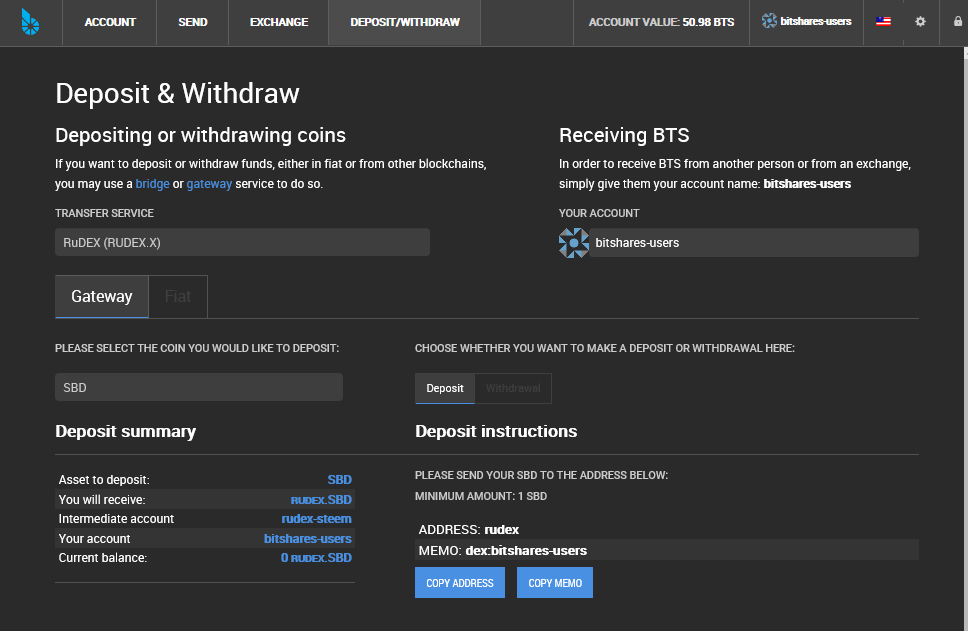 ACCOUNT SEND EXCHANGE DEPOSIT/WITHDRAW ACCOUNT VALUE: 50.98 BTS bitshares-users
Deposit & Withdraw
Depositing or withdrawing coins
If you want to deposit or withdraw funds, either in fiat or from other blockchains,
you may use a bridge or gateway service to do so.
TRANSFER SERVICE
RuDEX (RUDEX.X)
Receiving BTS
In order to receive BTS from another person or from an exchange,
simply give them your account name: bitshares-users
YOUR ACCOUNT
bitshares-users
Gateway Fiat
PLEASE SELECT THE COIN YOU WOULD LIKE TO DEPOSIT:
SBD
CHOOSE WHETHER YOU WANT TO MAKE A DEPOSIT OR WITHDRAWAL HERE:
Deposit Withdrawal
Deposit summary
Asset to deposit: SBD
You will receive: RUDEX.SBD
Intermediate account rudex-steem
Your account bitshares-users
Current balance: 0 RUDEX.SBD
Deposit instructions
PLEASE SEND YOUR SBD TO THE ADDRESS BELOW:
MINIMUM AMOUNT: 1 SBD
ADDRESS: rudex
MEMO: dex:bitshares-users
COPY ADDRESS COPY MEMO